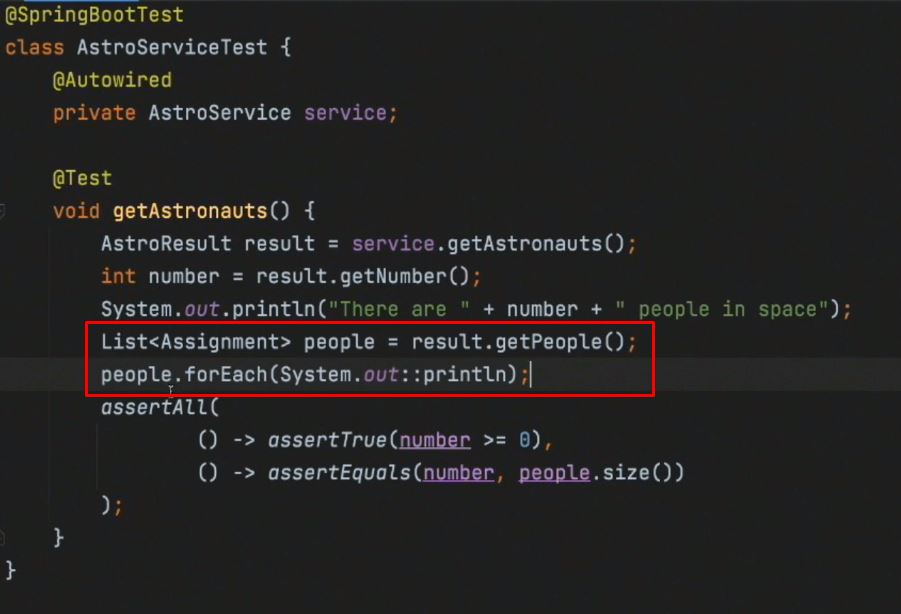 @SpringBootTest
class AstroServiceTest {
@Autowired
private AstroService service;
@Test
void getAstronauts() {
AstroResult result = service.getAstronauts();
int number = result.getNumber();
System.out.println("There are " + number + " people in space");
List<Assignment> people = result.getPeople();
people.forEach(System.out::println);
assertAll(
() -> assertTrue(number >= 0),
() -> assertEquals(number, people.size())
);
}
}